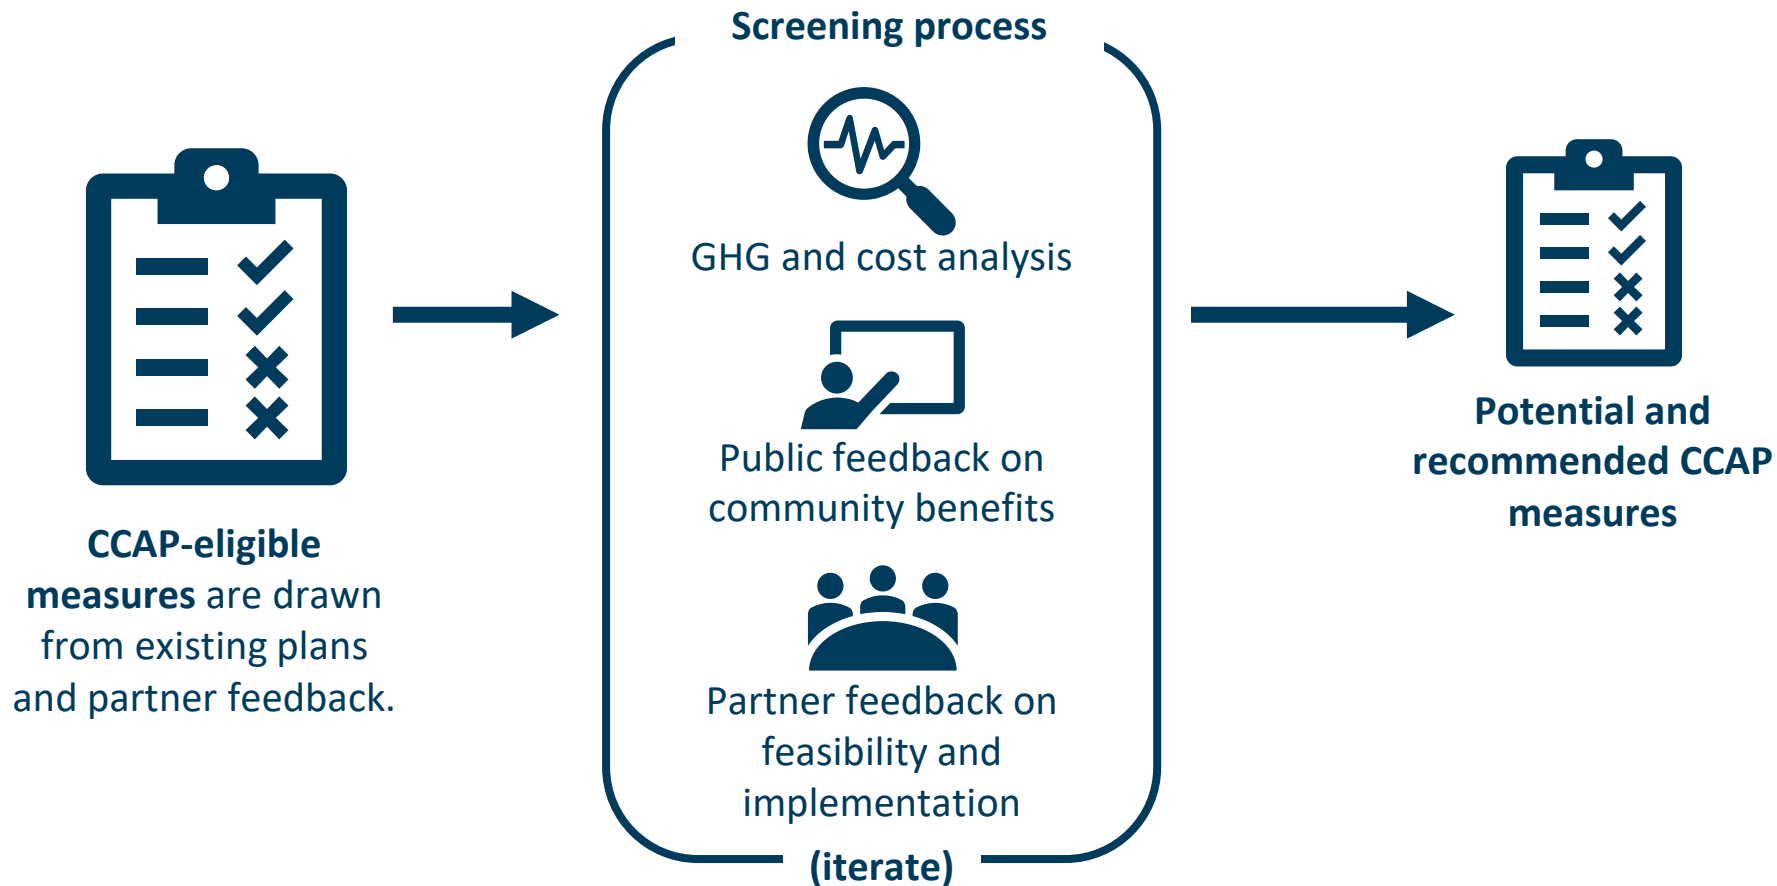 CCAP-eligible
measures are drawn
from existing plans
and partner feedback.
Screening process
GHG and cost analysis
Public feedback on
community benefits
Partner feedback on
feasibility and
implementation
(iterate)
Potential and
recommended CCAP
measures